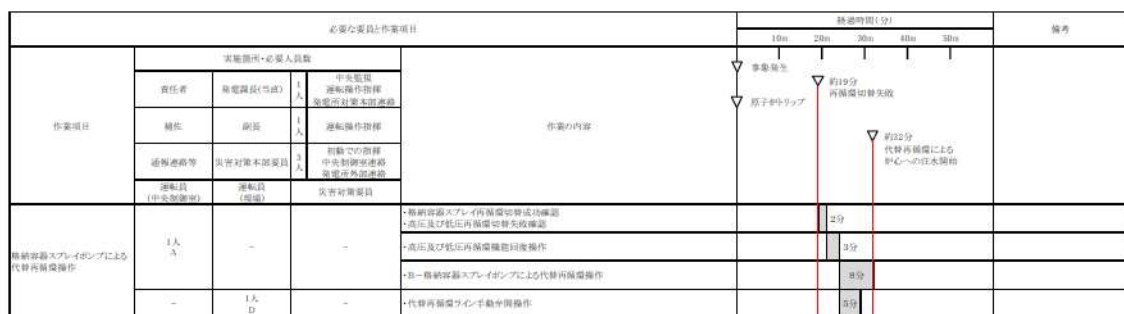 必要な要員と作業項目
経過時間(分)
備考
10m 20m 30m 40m 50m
作業項目
実施箇所・必要人員数
作業の内容
責任者
発電課長(当直)
1人
中央監視
運転操作指揮
発電所対策本部連絡
補佐
副長
1人
運転操作指揮
通報連絡等
災害対策本部要員
3人
初動での指揮
中央制御室連絡
発電所外部連絡
運転員
(中央制御室)
運転員
(現場)
災害対策要員
事象発生
原子炉トリップ
約19分
再循環切替失敗
約32分
代替再循環による
炉心への注水開始
格納容器スプレイポンプによる
代替再循環操作
1人
A
-
-
・格納容器スプレイ再循環切替成功確認
・高圧及び低圧再循環切替失敗確認
2分
・高圧及び低圧再循環機能回復操作
3分
・B-格納容器スプレイポンプによる代替再循環操作
8分
-
1人
D
-
・代替再循環ライン手動弁開操作
5分